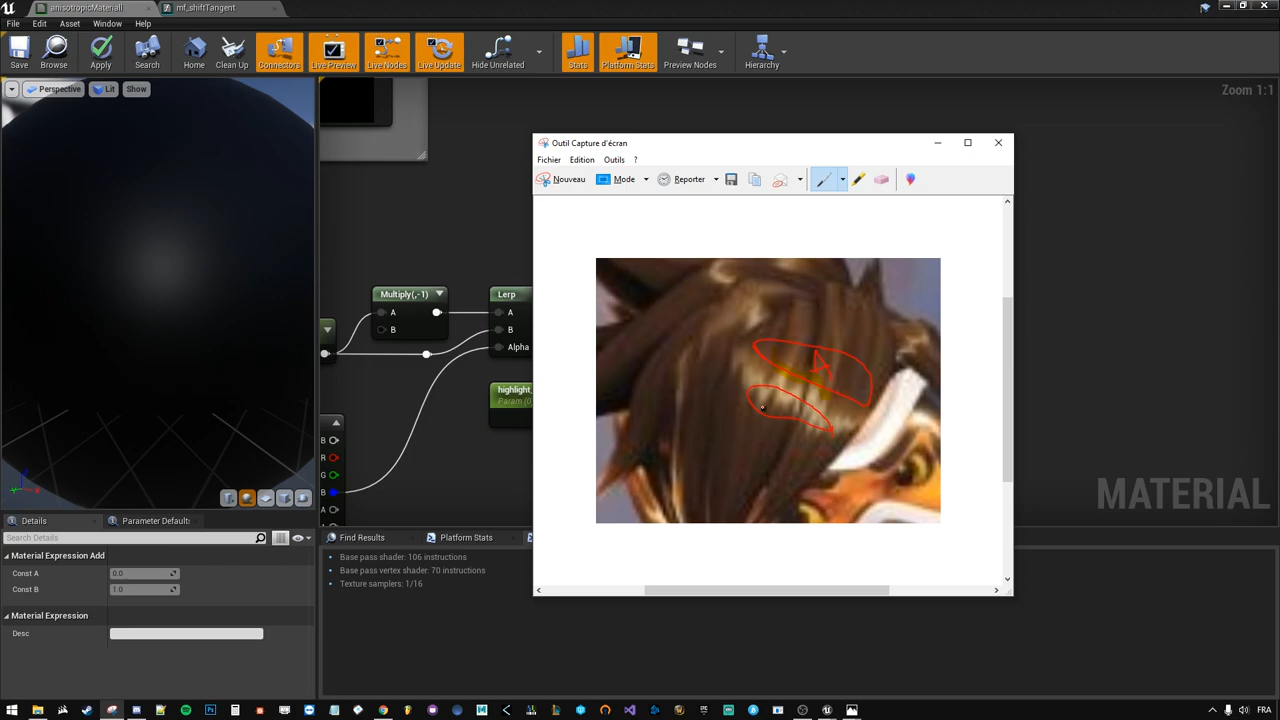 anisotropicMaterial
mf_shiftTangent
File Edit Asset Window Help
Save Browse Apply Search Home Clean Up Connectors Live Preview Live Nodes Live Update Hide Unrelated Stats Platform Stats Preview Nodes Hierarchy
Perspective Lit Show
Zoom 1:1
Outil Capture d'écran
Fichier Edition Outils ?
Nouveau Mode Reporter
Multiply(,-1)
A
B
Lerp
A
B
Alpha
highlight_
Param (0
B
R
G
B
A
A
MATERIAL
Details Parameter Default:
Search Details
Material Expression Add
Const A 0.0
Const B 1.0
Material Expression
Desc
Find Results Platform Stats
Base pass shader: 106 instructions
Base pass vertex shader: 70 instructions
Texture samplers: 1/16
FRA